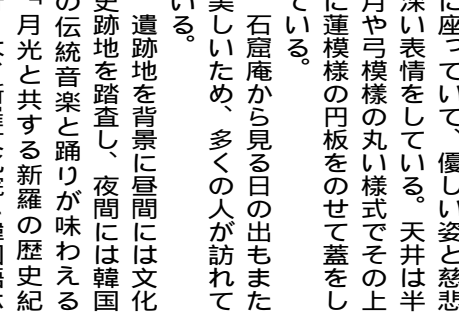 に座っていて、優しい姿と慈悲
深い表情をしている。天井は半
月や弓模様の丸い様式でその上
に蓮模様の円板をのせて蓋をし
ている。
石窟庵から見る日の出もまた
美しいため、多くの人が訪れて
いる。
遺跡地を背景に昼間には文化
史跡地を踏査し、夜間には韓国
の伝統音楽と踊りが味わえる
「月光と共する新羅の歴史紀